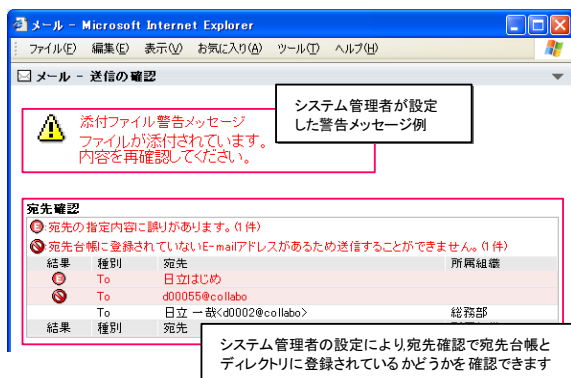 メール - Microsoft Internet Explorer
ファイル(F) 編集(E) 表示(V) お気に入り(A) ツール(T) ヘルプ(H)
メール - 送信の確認
システム管理者が設定
した警告メッセージ例
添付ファイル警告メッセージ
ファイルが添付されています。
内容を再確認してください。
宛先確認
E:宛先の指定内容に誤りがあります。(1件)
:宛先台帳に登録されていないE-mailアドレスがあるため送信することができません。(1件)
結果 種別 宛先 所属組織
E To 日立はじめ
To d00055@collabo
To 日立 一哉<d0002@collabo> 総務部
結果 種別 宛先
システム管理者の設定により宛先確認で宛先台帳と
ディレクトリに登録されているかどうかを確認できます